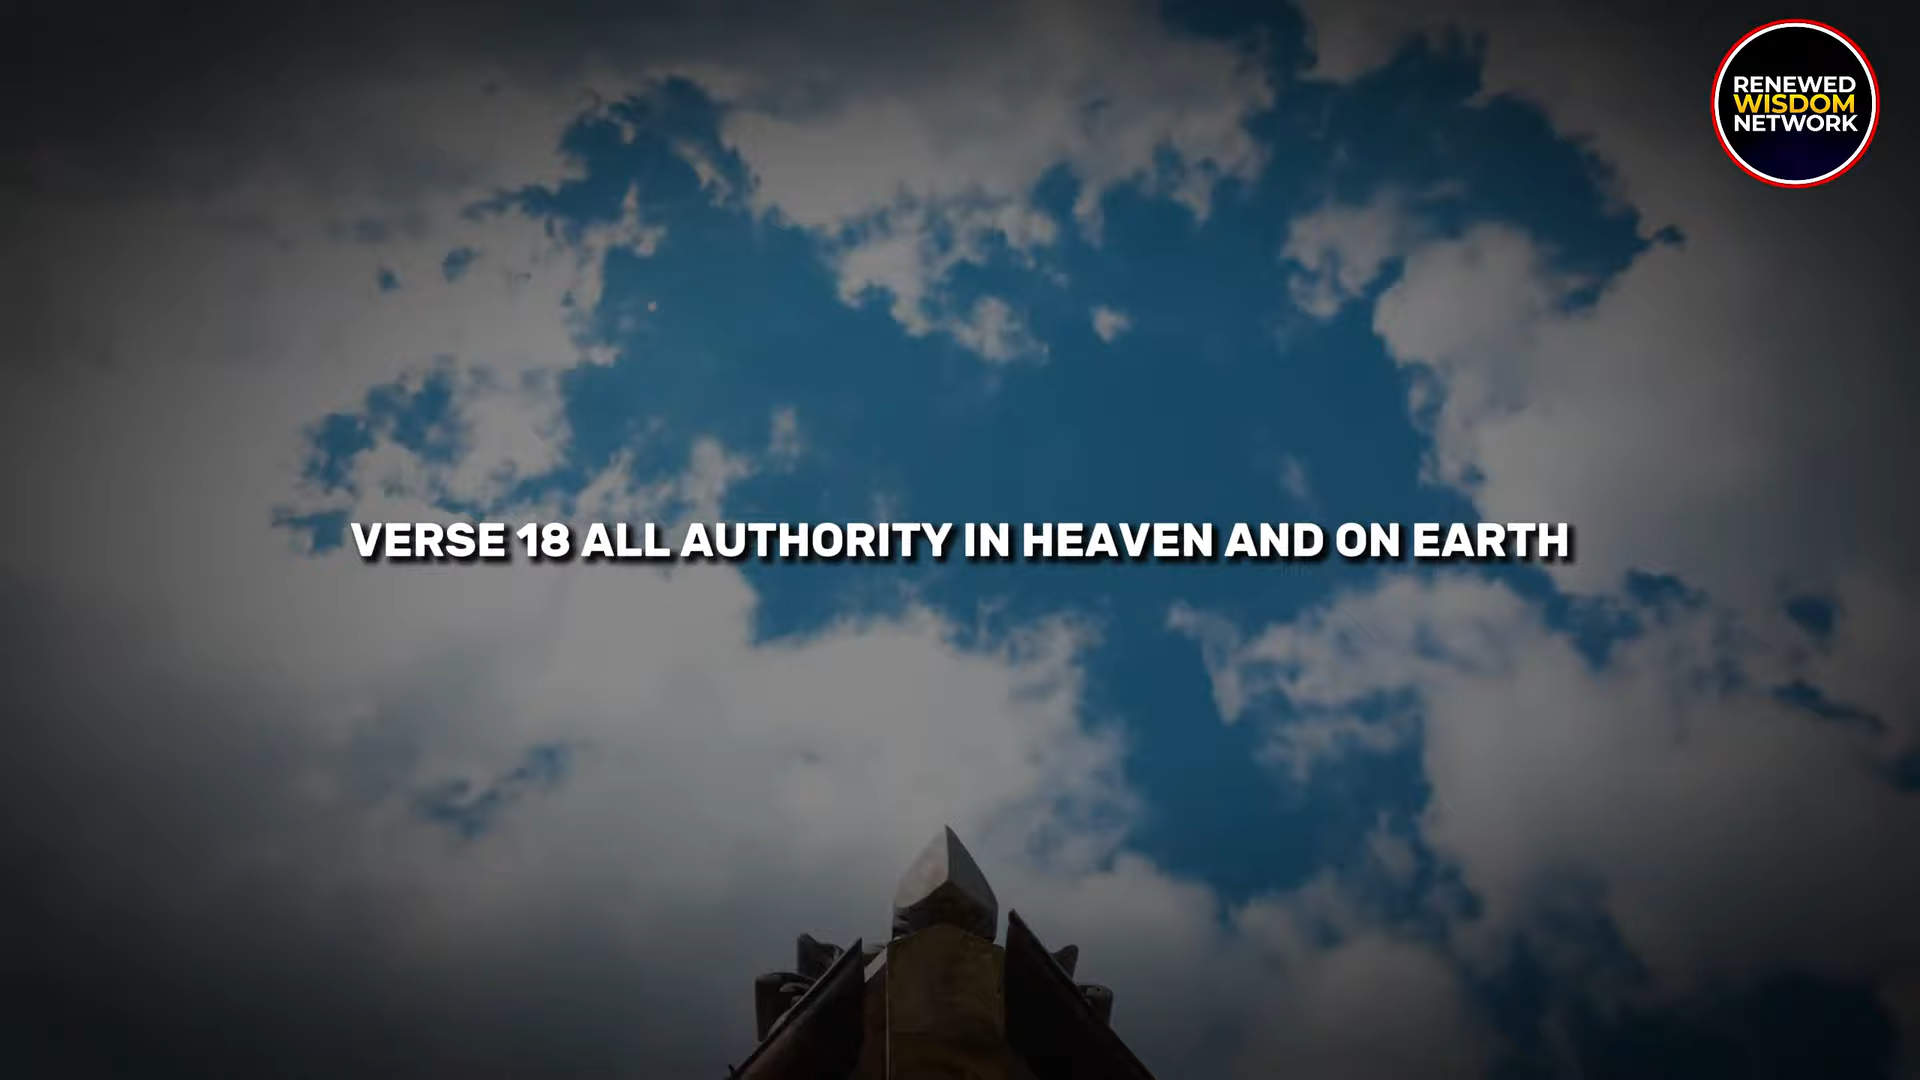 RENEWED
WISDOM
NETWORK
VERSE 18 ALL AUTHORITY IN HEAVEN AND ON EARTH